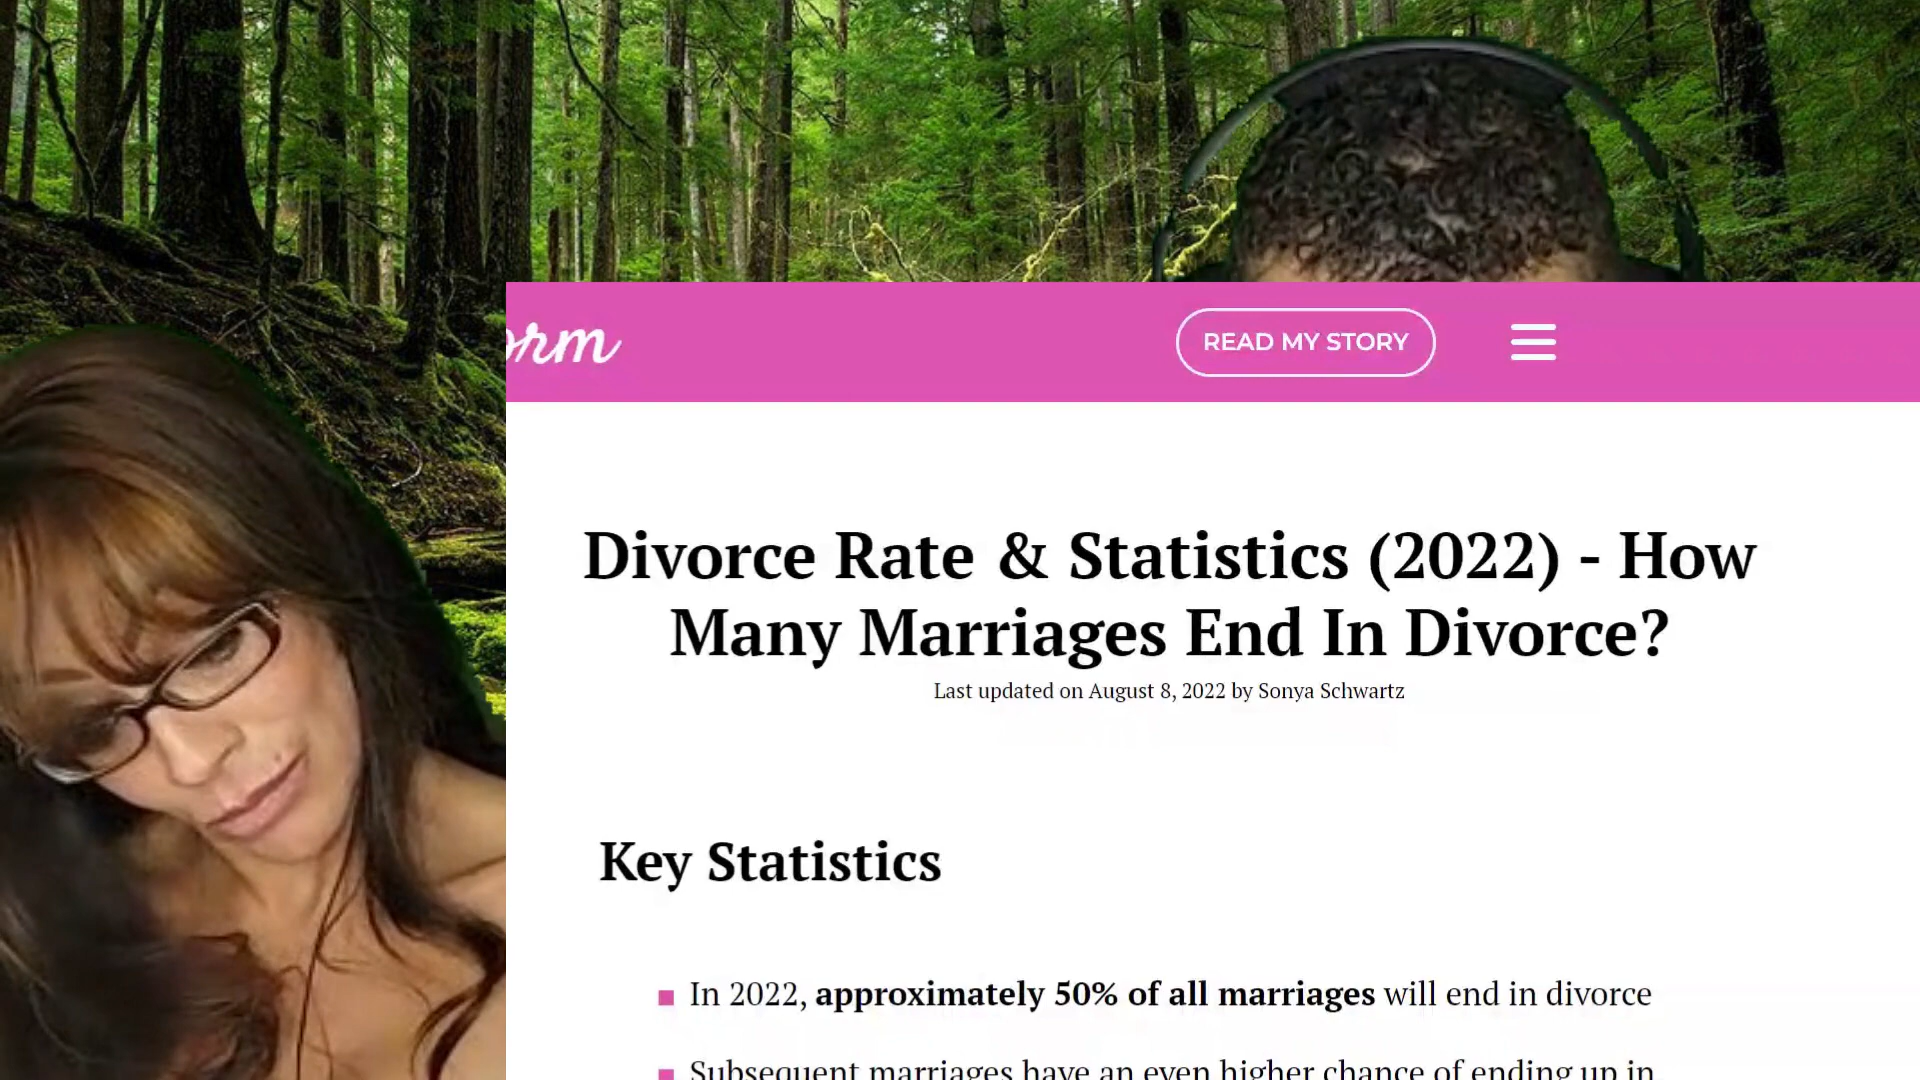 orm
READ MY STORY
Divorce Rate & Statistics (2022) - How
Many Marriages End In Divorce?
Last updated on August 8, 2022 by Sonya Schwartz
Key Statistics
In 2022, approximately 50% of all marriages will end in divorce
Subsequent marriages have an even higher chance of ending up in